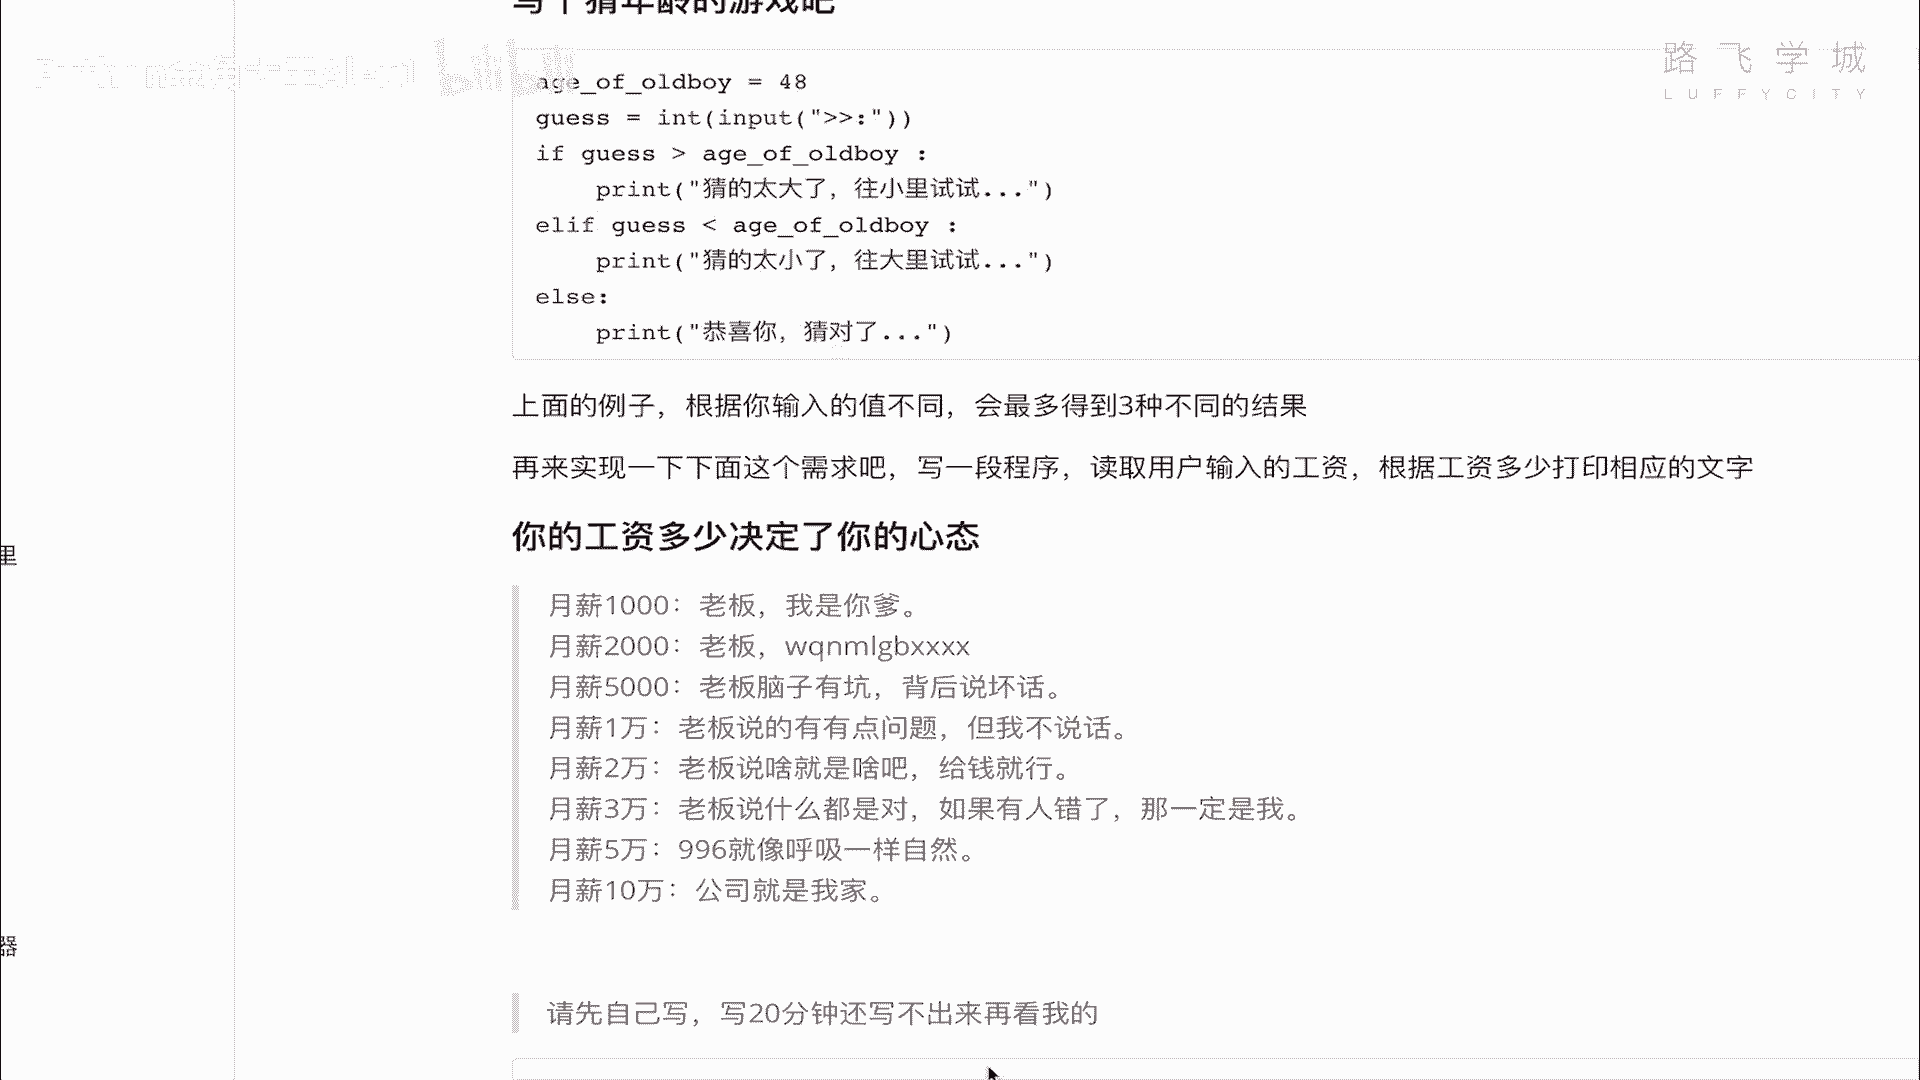 写个猜年龄的游戏吧
路飞学城
LUFFYCITY
bilibili
age_of_oldboy = 48
guess = int(input(">>:"))
if guess > age_of_oldboy :
    print("猜的太大了，往小里试试...")
elif guess < age_of_oldboy :
    print("猜的太小了，往大里试试...")
else:
    print("恭喜你，猜对了...")
上面的例子，根据你输入的值不同，会最多得到3种不同的结果
再来实现一下下面这个需求吧，写一段程序，读取用户输入的工资，根据工资多少打印相应的文字
你的工资多少决定了你的心态
月薪1000：老板，我是你爹。
月薪2000：老板，wqnmlgbxxxx
月薪5000：老板脑子有坑，背后说坏话。
里
月薪1万：老板说的有有点问题，但我不说话。
月薪2万：老板说啥就是啥吧，给钱就行。
月薪3万：老板说什么都是对，如果有人错了，那一定是我。
月薪5万：996就像呼吸一样自然。
月薪10万：公司就是我家。
器
请先自己写，写20分钟还写不出来再看我的